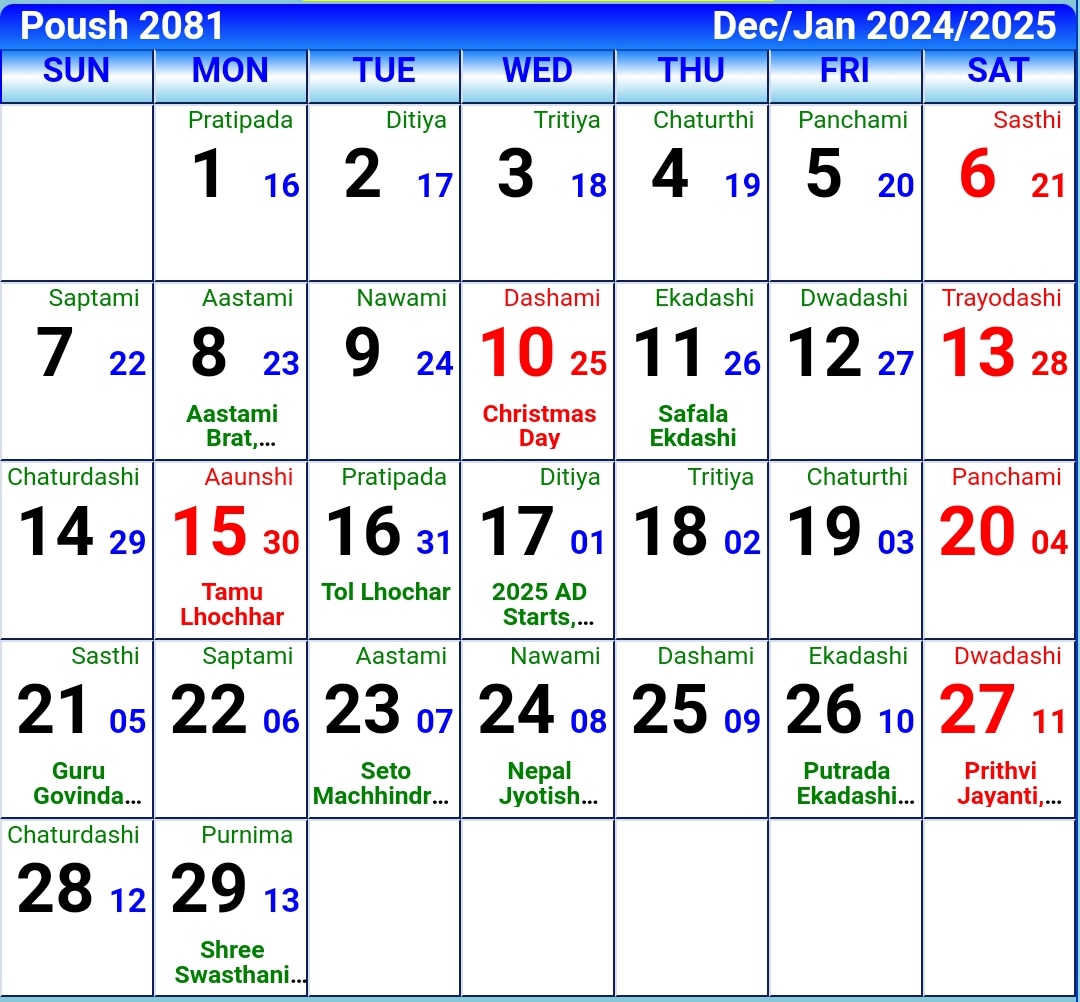 Poush 2081 Dec/Jan 2024/2025
SUN MON TUE WED THU FRI SAT
Pratipada Ditiya Tritiya Chaturthi Panchami Sasthi
1 16 2 17 3 18 4 19 5 20 6 21
Saptami Aastami Nawami Dashami Ekadashi Dwadashi Trayodashi
7 22 8 23 9 24 10 25 11 26 12 27 13 28
Aastami Christmas Safala
Brat,... Day Ekdashi
Chaturdashi Aaunshi Pratipada Ditiya Tritiya Chaturthi Panchami
14 29 15 30 16 31 17 01 18 02 19 03 20 04
Tamu Tol Lhochar 2025 AD
Lhochhar Starts,...
Sasthi Saptami Aastami Nawami Dashami Ekadashi Dwadashi
21 05 22 06 23 07 24 08 25 09 26 10 27 11
Guru Seto Nepal Putrada Prithvi
Govinda... Machhindr... Jyotish... Ekadashi... Jayanti,...
Chaturdashi Purnima
28 12 29 13
Shree
Swasthani...